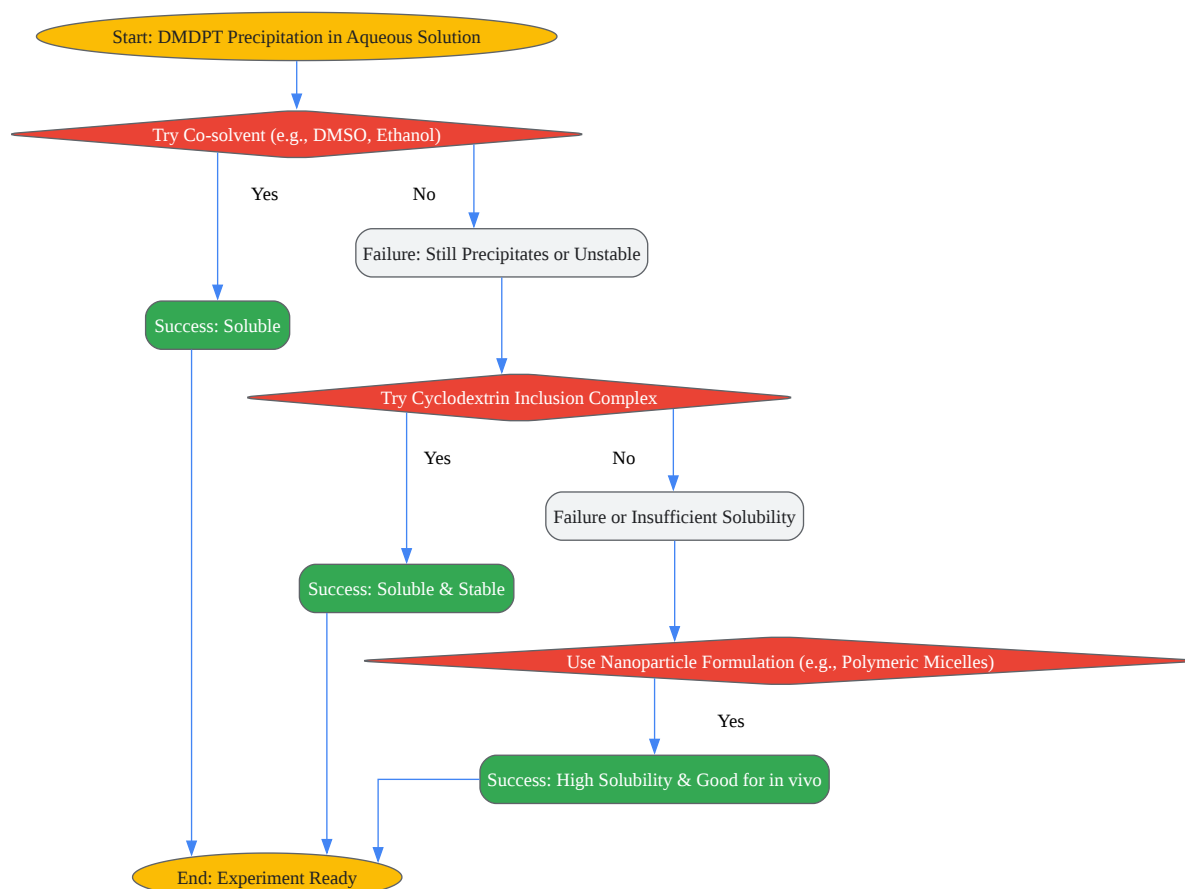 Start: DMDPT Precipitation in Aqueous Solution
Try Co-solvent (e.g., DMSO, Ethanol)
Yes
No
Failure: Still Precipitates or Unstable
Success: Soluble
Try Cyclodextrin Inclusion Complex
Yes
No
Failure or Insufficient Solubility
Success: Soluble & Stable
Use Nanoparticle Formulation (e.g., Polymeric Micelles)
Yes
Success: High Solubility & Good for in vivo
End: Experiment Ready